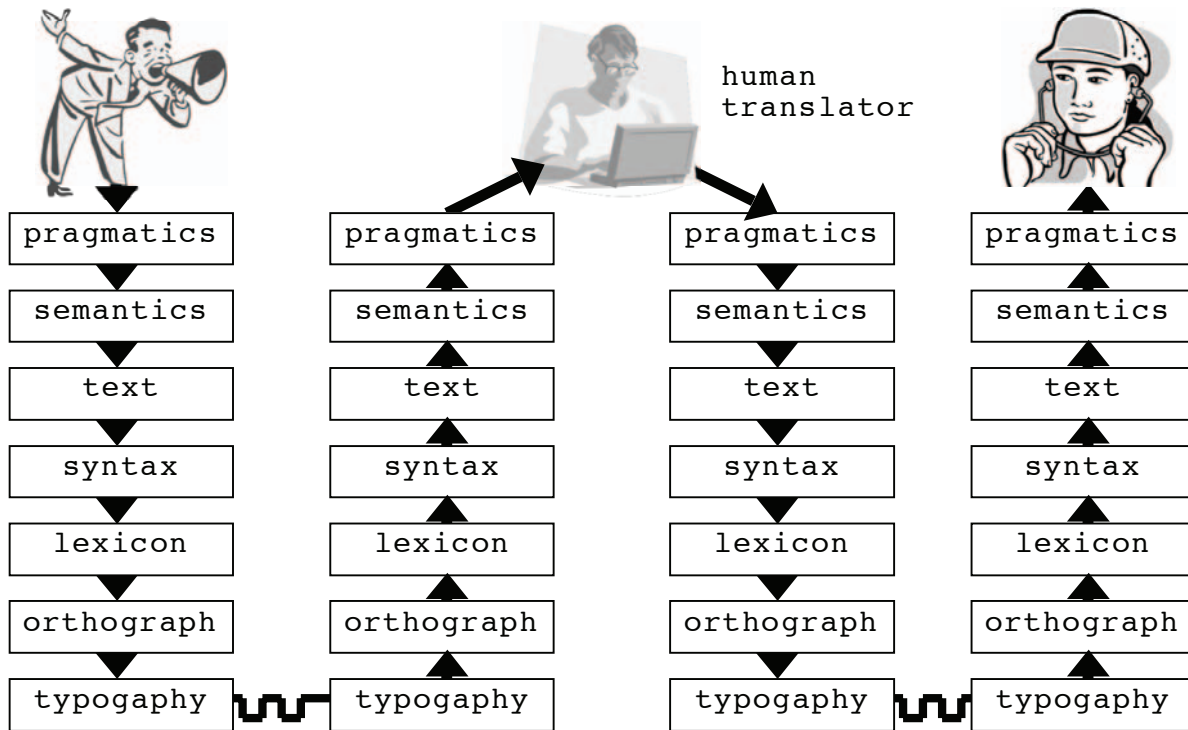 human
translator
pragmatics pragmatics pragmatics pragmatics
semantics semantics semantics semantics
text text text text
syntax syntax syntax syntax
lexicon lexicon lexicon lexicon
orthograph orthograph orthograph orthograph
typogaphy typogaphy typogaphy typogaphy